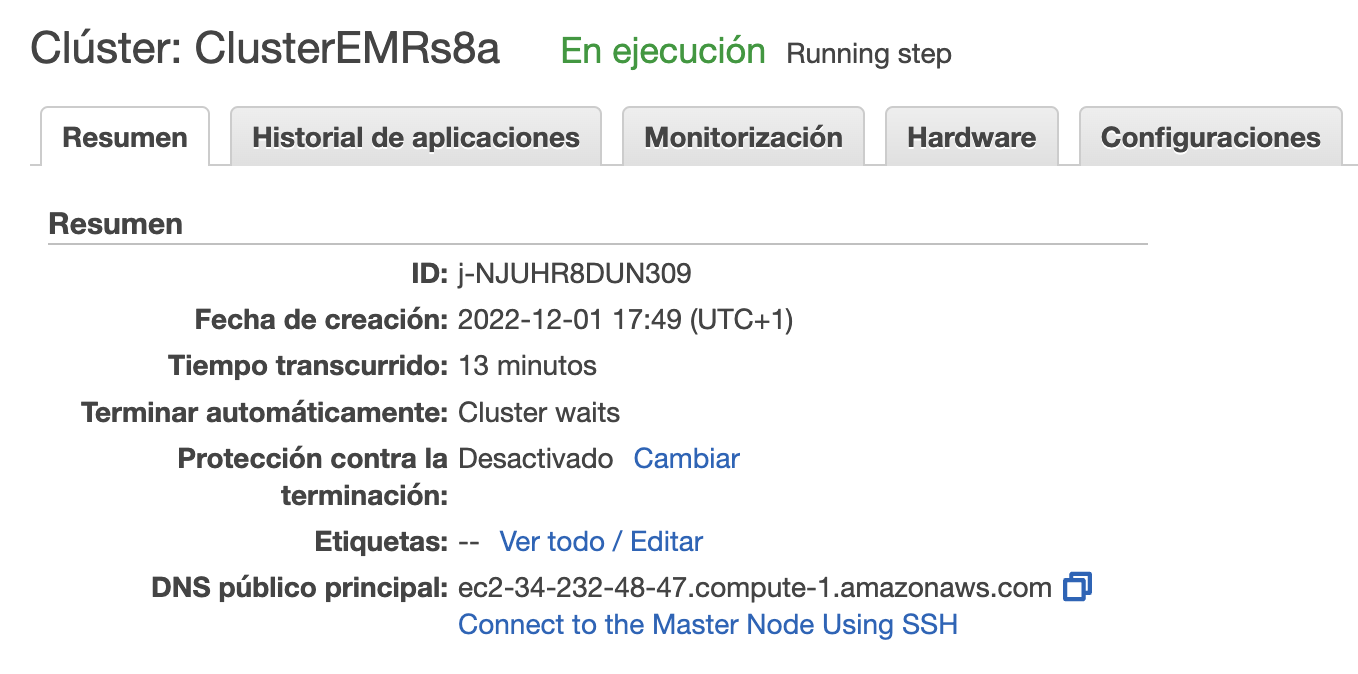 Clúster: ClusterEMRs8a En ejecución Running step
Resumen Historial de aplicaciones Monitorización Hardware Configuraciones
Resumen
ID: j-NJUHR8DUN309
Fecha de creación: 2022-12-01 17:49 (UTC+1)
Tiempo transcurrido: 13 minutos
Terminar automáticamente: Cluster waits
Protección contra la Desactivado Cambiar
terminación:
Etiquetas: -- Ver todo / Editar
DNS público principal: ec2-34-232-48-47.compute-1.amazonaws.com
Connect to the Master Node Using SSH